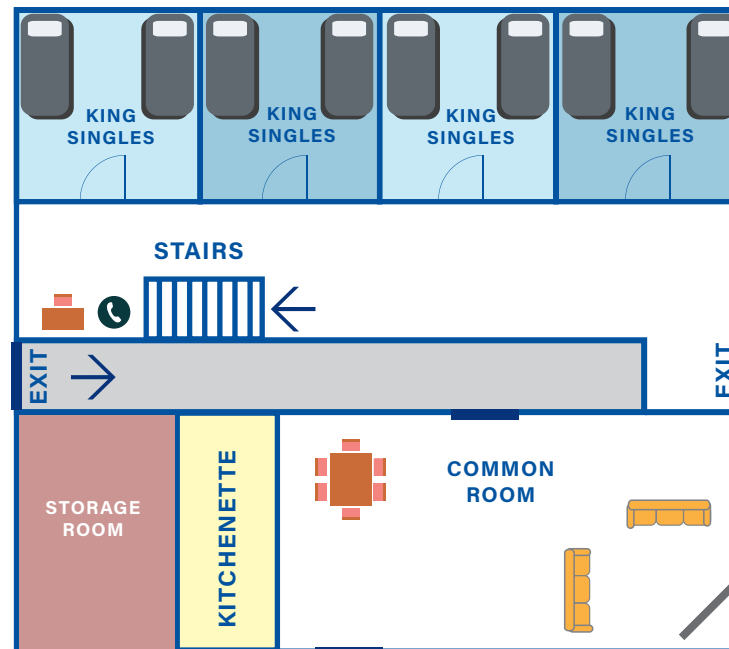 KING
SINGLES
KING
SINGLES
KING
SINGLES
KING
SINGLES
STAIRS
EXIT
EXIT
STORAGE
ROOM
KITCHENETTE
COMMON
ROOM